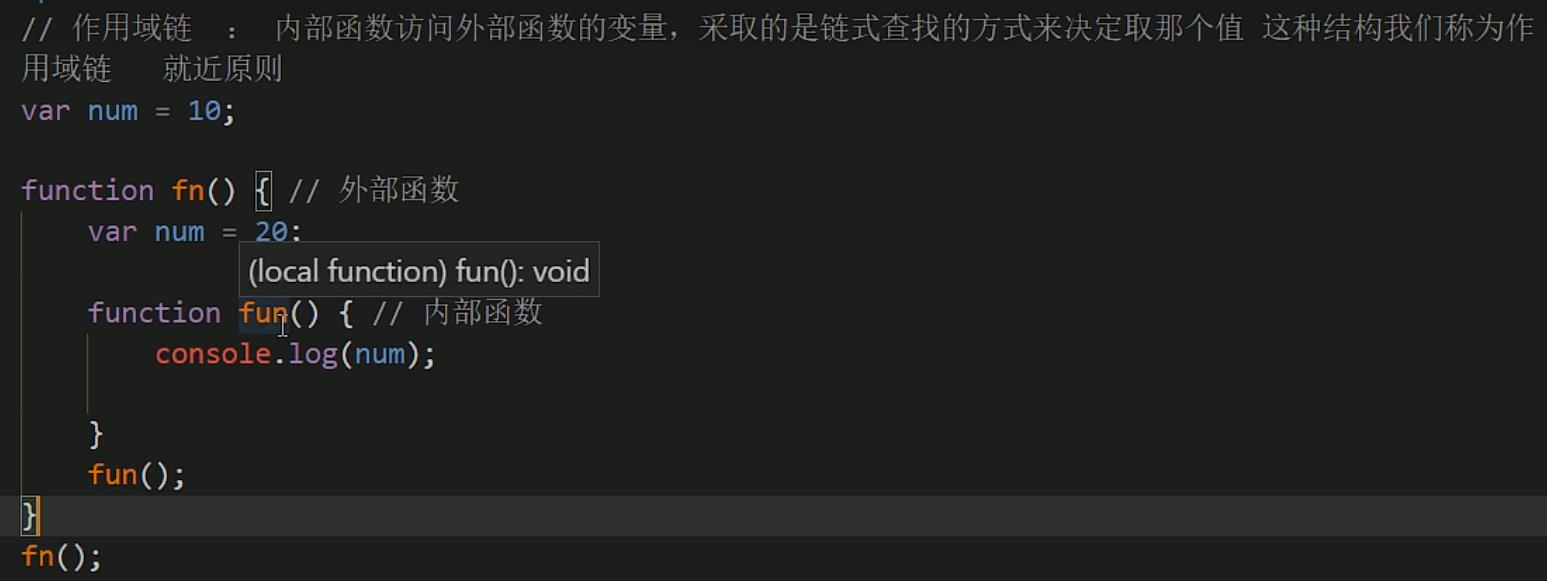 // 作用域链  ： 内部函数访问外部函数的变量，采取的是链式查找的方式来决定取那个值 这种结构我们称为作
用域链   就近原则
var num = 10;
function fn() { // 外部函数
var num = 20;
(local function) fun(): void
function fun() { // 内部函数
console.log(num);
}
fun();
}
fn();